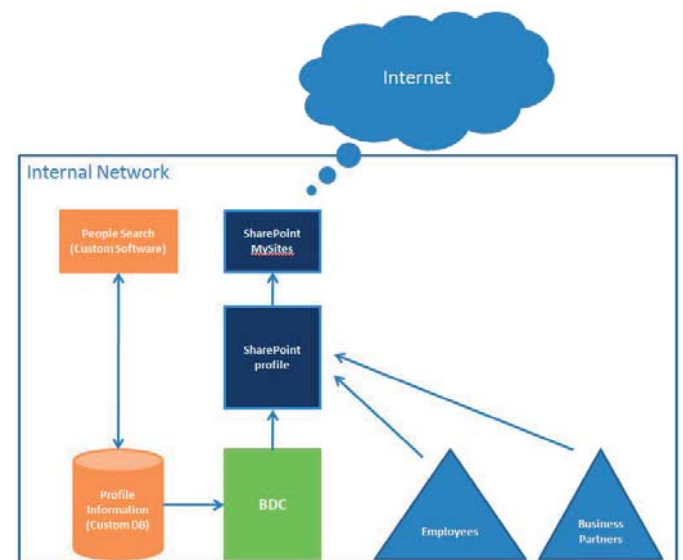 Internet
Internal Network
People Search
(Custom Software)
SharePoint
MySites
SharePoint
profile
Profile
Information
(Custom DB)
BDC
Employees
Business
Partners